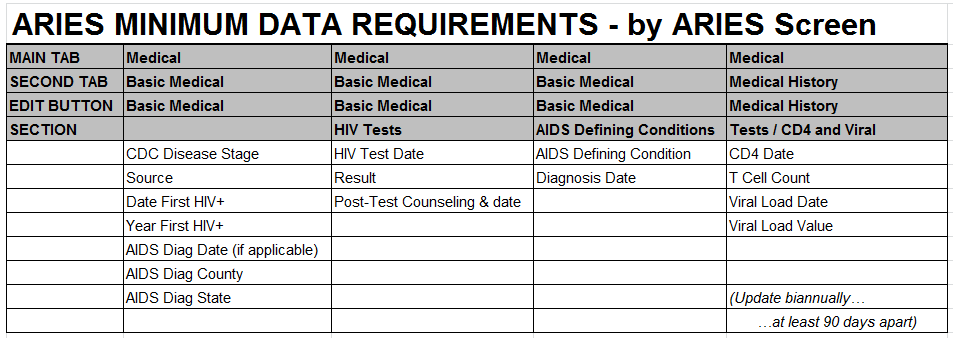 ARIES MINIMUM DATA REQUIREMENTS - by ARIES Screen
MAIN TAB Medical Medical Medical Medical
SECOND TAB Basic Medical Basic Medical Basic Medical Medical History
EDIT BUTTON Basic Medical Basic Medical Basic Medical Medical History
SECTION HIV Tests AIDS Defining Conditions Tests / CD4 and Viral
CDC Disease Stage HIV Test Date AIDS Defining Condition CD4 Date
Source Result Diagnosis Date T Cell Count
Date First HIV+ Post-Test Counseling & date Viral Load Date
Year First HIV+ Viral Load Value
AIDS Diag Date (if applicable)
AIDS Diag County
AIDS Diag State (Update biannually…
…at least 90 days apart)